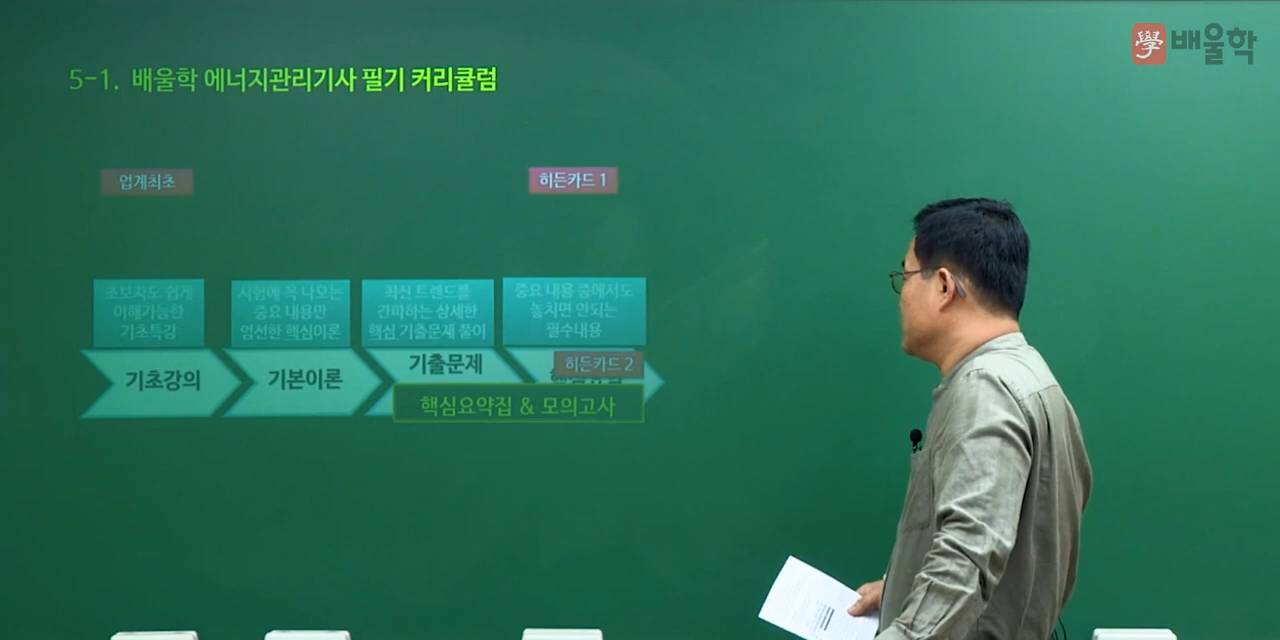 學 배울학
5-1. 배울학 에너지관리기사 필기 커리큘럼
업계최초
히든카드 1
초보자도 쉽게
이해가능한
기초특강
시험에 꼭 나오는
중요 내용만
엄선한 핵심이론
최신 트렌드를
간파하는 상세한
핵심 기출문제 풀이
중요 내용 중에서도
놓치면 안되는
필수내용
기초강의
기본이론
기출문제
히든카드 2
핵심요약집 & 모의고사